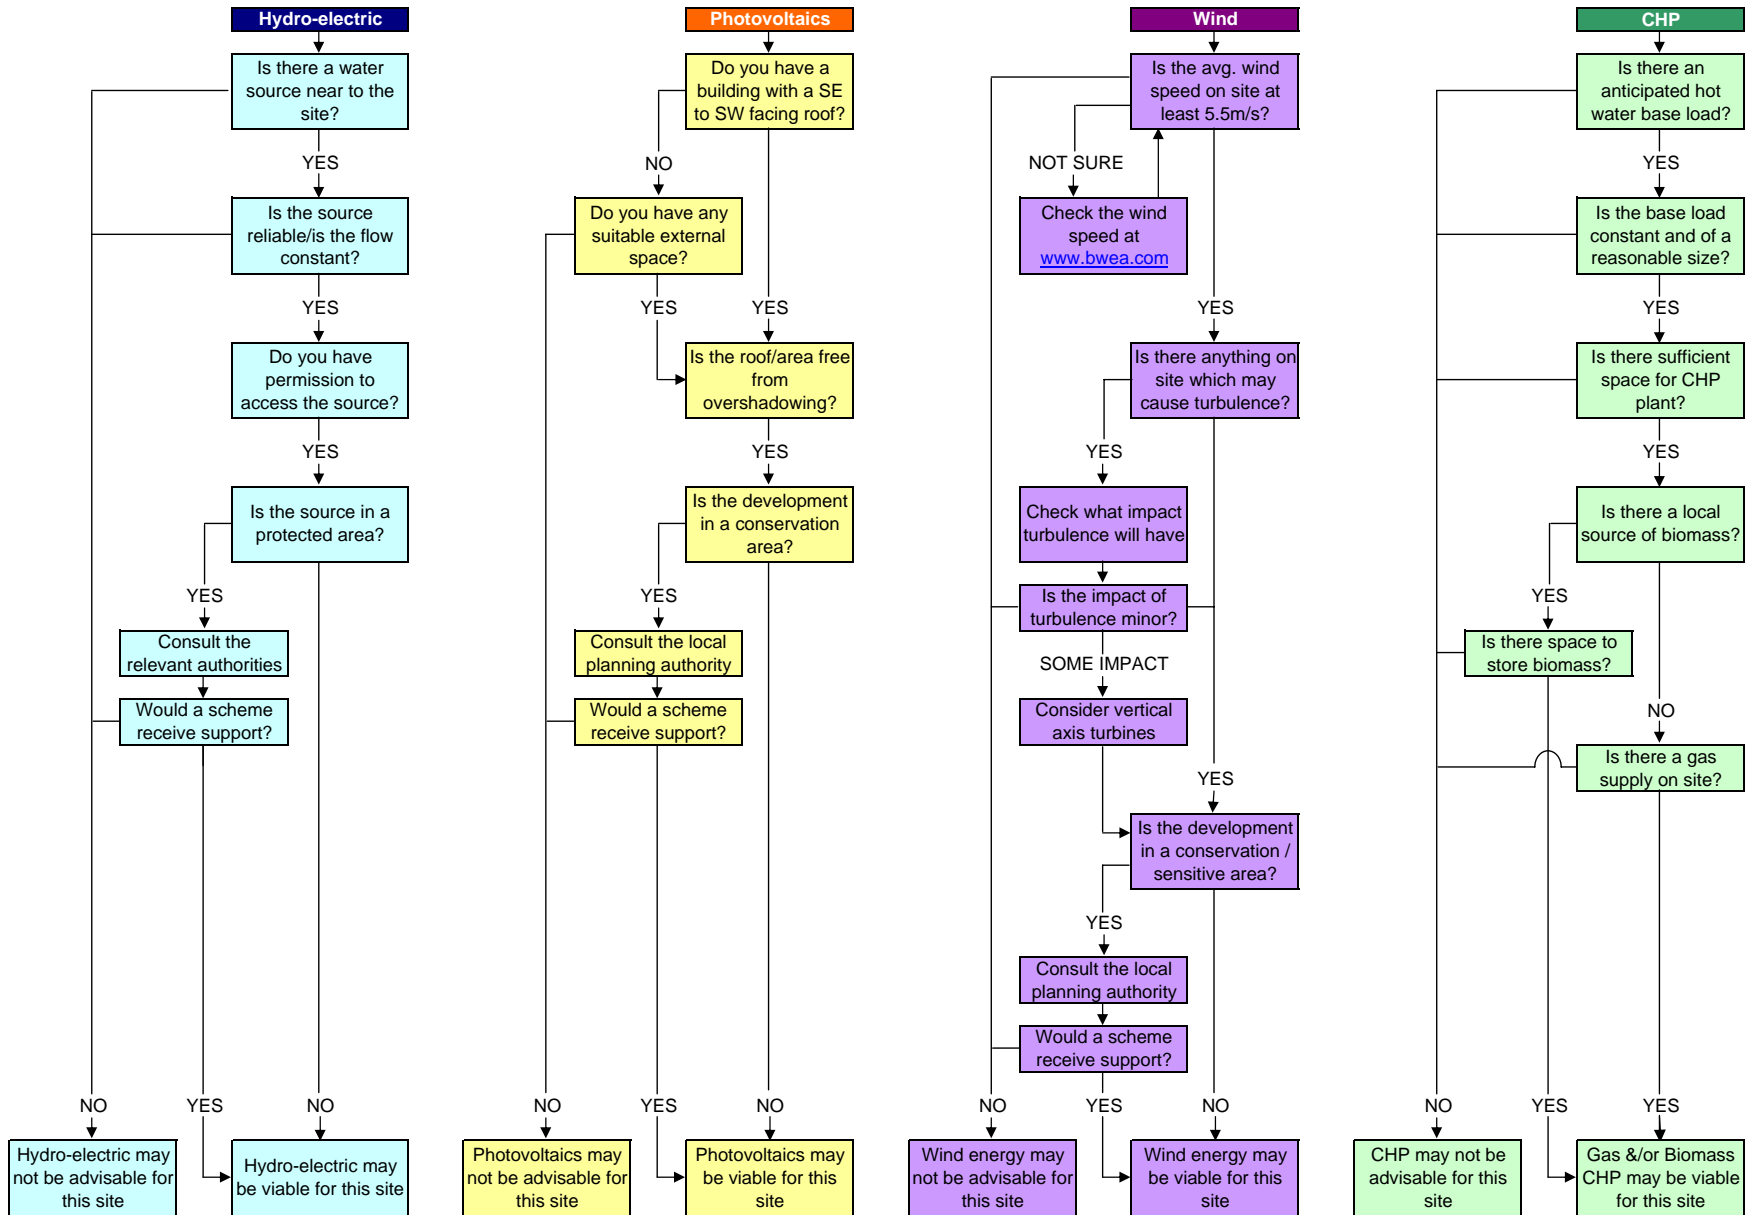 Hydro-electric
Is there a water
source near to the
site?
YES
Is the source
reliable/is the flow
constant?
YES
Do you have
permission to
access the source?
YES
Is the source in a
protected area?
YES
Consult the
relevant authorities
Would a scheme
receive support?
NO
YES
NO
Hydro-electric may
not be advisable for
this site
Hydro-electric may
be viable for this site
Photovoltaics
Do you have a
building with a SE
to SW facing roof?
NO
Do you have any
suitable external
space?
YES
YES
Is the roof/area free
from
overshadowing?
YES
Is the development
in a conservation
area?
YES
Consult the local
planning authority
Would a scheme
receive support?
NO
YES
NO
Photovoltaics may
not be advisable for
this site
Photovoltaics may
be viable for this
site
Wind
Is the avg. wind
speed on site at
least 5.5m/s?
NOT SURE
Check the wind
speed at
www.bwea.com
YES
Is there anything on
site which may
cause turbulence?
YES
Check what impact
turbulence will have
Is the impact of
turbulence minor?
SOME IMPACT
Consider vertical
axis turbines
YES
Is the development
in a conservation /
sensitive area?
YES
Consult the local
planning authority
Would a scheme
receive support?
NO
YES
NO
Wind energy may
not be advisable for
this site
Wind energy may
be viable for this
site
CHP
Is there an
anticipated hot
water base load?
YES
Is the base load
constant and of a
reasonable size?
YES
Is there sufficient
space for CHP
plant?
YES
Is there a local
source of biomass?
YES
Is there space to
store biomass?
NO
Is there a gas
supply on site?
NO
YES
YES
CHP may not be
advisable for this
site
Gas &/or Biomass
CHP may be viable
for this site